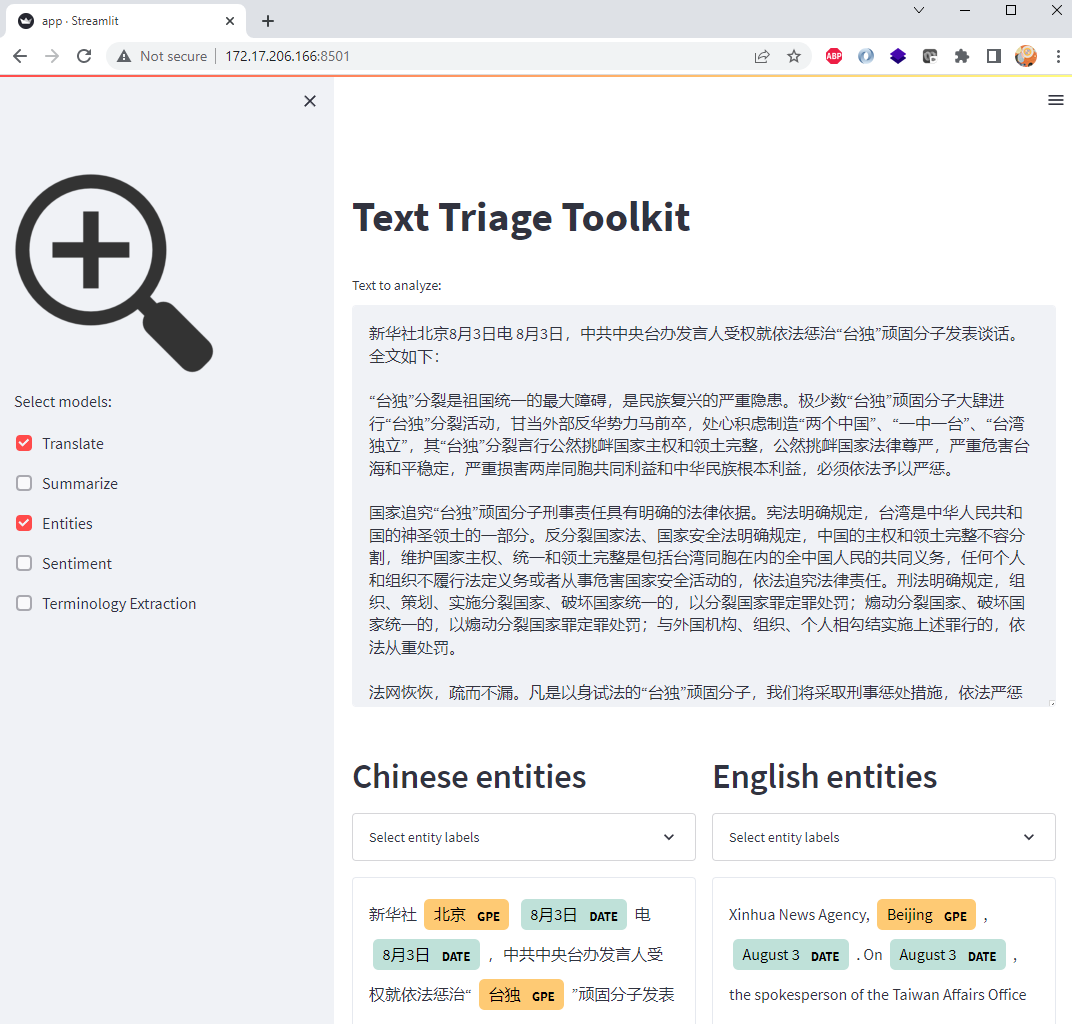 app · Streamlit
Not secure | 172.17.206.166:8501
ABP
Select models:
Translate
Summarize
Entities
Sentiment
Terminology Extraction
Text Triage Toolkit
Text to analyze:
新华社北京8月3日电 8月3日，中共中央台办发言人受权就依法惩治“台独”顽固分子发表谈话。
全文如下：
“台独”分裂是祖国统一的最大障碍，是民族复兴的严重隐患。极少数“台独”顽固分子大肆进
行“台独”分裂活动，甘当外部反华势力马前卒，处心积虑制造“两个中国”、“一中一台”、“台湾
独立”，其“台独”分裂言行公然挑衅国家主权和领土完整，公然挑衅国家法律尊严，严重危害台
海和平稳定，严重损害两岸同胞共同利益和中华民族根本利益，必须依法予以严惩。
国家追究“台独”顽固分子刑事责任具有明确的法律依据。宪法明确规定，台湾是中华人民共和
国的神圣领土的一部分。反分裂国家法、国家安全法明确规定，中国的主权和领土完整不容分
割，维护国家主权、统一和领土完整是包括台湾同胞在内的全中国人民的共同义务，任何个人
和组织不履行法定义务或者从事危害国家安全活动的，依法追究法律责任。刑法明确规定，组
织、策划、实施分裂国家、破坏国家统一的，以分裂国家罪定罪处罚；煽动分裂国家、破坏国
家统一的，以煽动分裂国家罪定罪处罚；与外国机构、组织、个人相勾结实施上述罪行的，依
法从重处罚。
法网恢恢，疏而不漏。凡是以身试法的“台独”顽固分子，我们将采取刑事惩处措施，依法严惩
Chinese entities
Select entity labels
新华社 北京 GPE 8月3日 DATE 电
8月3日 DATE ，中共中央台办发言人受
权就依法惩治“ 台独 GPE ”顽固分子发表
English entities
Select entity labels
Xinhua News Agency, Beijing GPE ,
August 3 DATE . On August 3 DATE ,
the spokesperson of the Taiwan Affairs Office